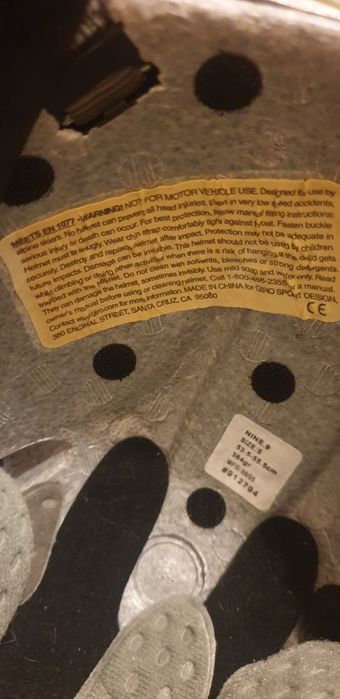 MEETS EN 1077 -WARNING! NOT FOR MOTOR VEHICLE USE. Designed for use by
alpine skiers. No helmet can prevent all head injuries. Even in very low speed accidents,
serious injury or death can occur. For best protection, follow manuf fitting instructions:
Helmet must fit snugly. Wear chin strap comfortably tight against throat. Fasten buckle
securely. Destroy and replace helmet after impact. Protection may not be adequate in
future impacts. Damage can be invisible. This helmet should not be used by children
while climbing or doing other activities when there is a risk of hanging if the child gets
trapped with the helmet. Do not clean with solvents, bleaches or strong detergents.
They can damage the helmet, sometimes invisibly. Use mild soap and water only. Read
owner's manual before using or cleaning helmet. Call 1-800-456-2355 for a manual.
Contact www.giro.com for more information. MADE IN CHINA for GIRO SPORT DESIGN,
380 ENCINAL STREET, SANTA CRUZ, CA 95060
CE
NINE.9
SIZE:S
53.5-55.5cm
384gr
#912794